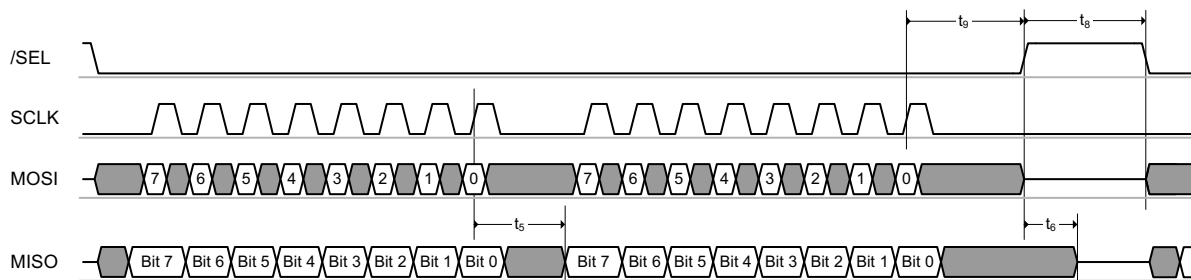 t₉ t₈
/SEL
SCLK
MOSI 7 6 5 4 3 2 1 0 7 6 5 4 3 2 1 0
t₅ t₆
MISO Bit 7 Bit 6 Bit 5 Bit 4 Bit 3 Bit 2 Bit 1 Bit 0 Bit 7 Bit 6 Bit 5 Bit 4 Bit 3 Bit 2 Bit 1 Bit 0